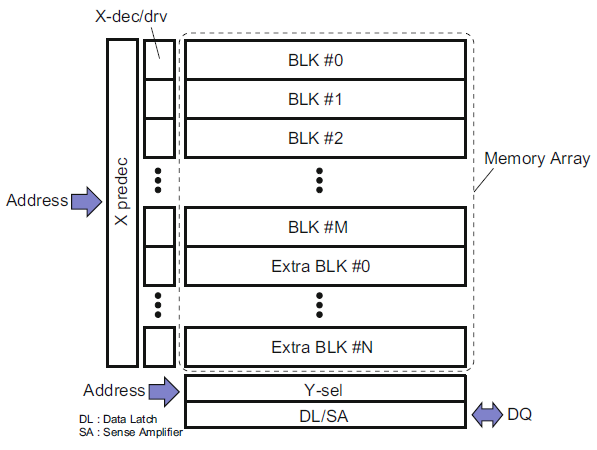 X-dec/drv
BLK #0
BLK #1
BLK #2
Memory Array
Address
X predec
BLK #M
Extra BLK #0
Extra BLK #N
Address
Y-sel
DL/SA
DQ
DL : Data Latch
SA : Sense Amplifier